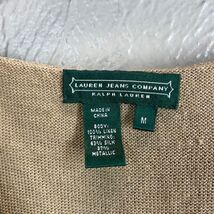 LAUREN JEANS COMPANY
RALPH LAUREN
M
MADE IN
CHINA
BODY:
100% LINEN
TRIMMING:
63% SILK
37%
METALLIC